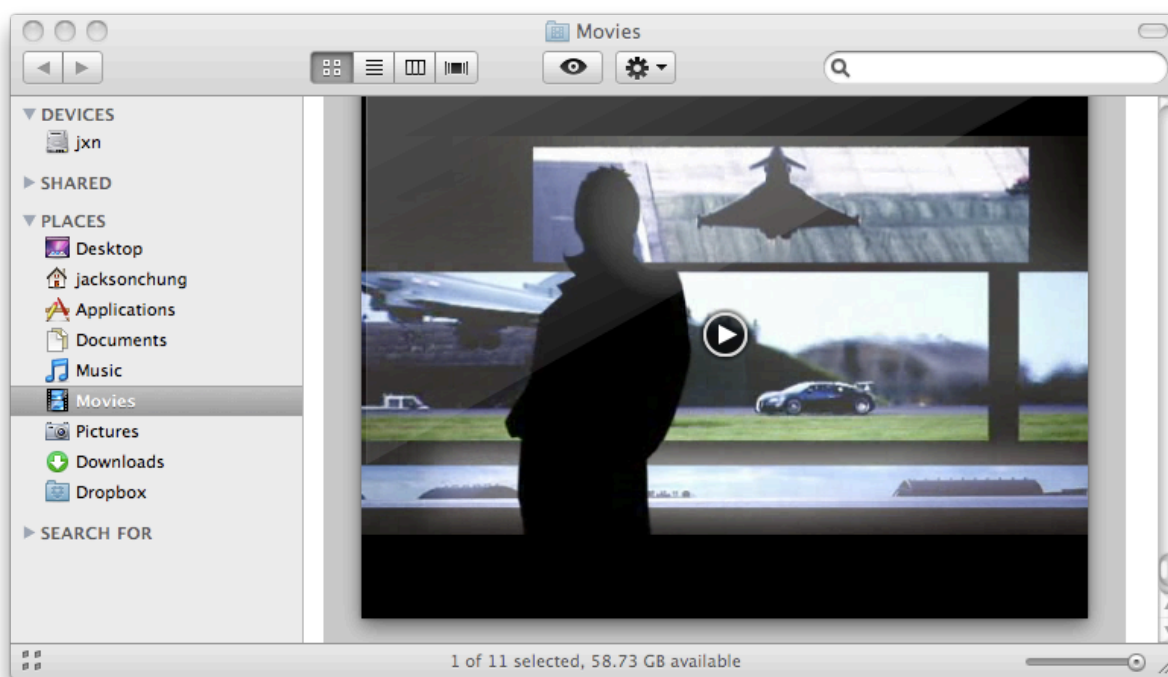 Movies
DEVICES
jxn
SHARED
PLACES
Desktop
jacksonchung
Applications
Documents
Music
Movies
Pictures
Downloads
Dropbox
SEARCH FOR
1 of 11 selected, 58.73 GB available